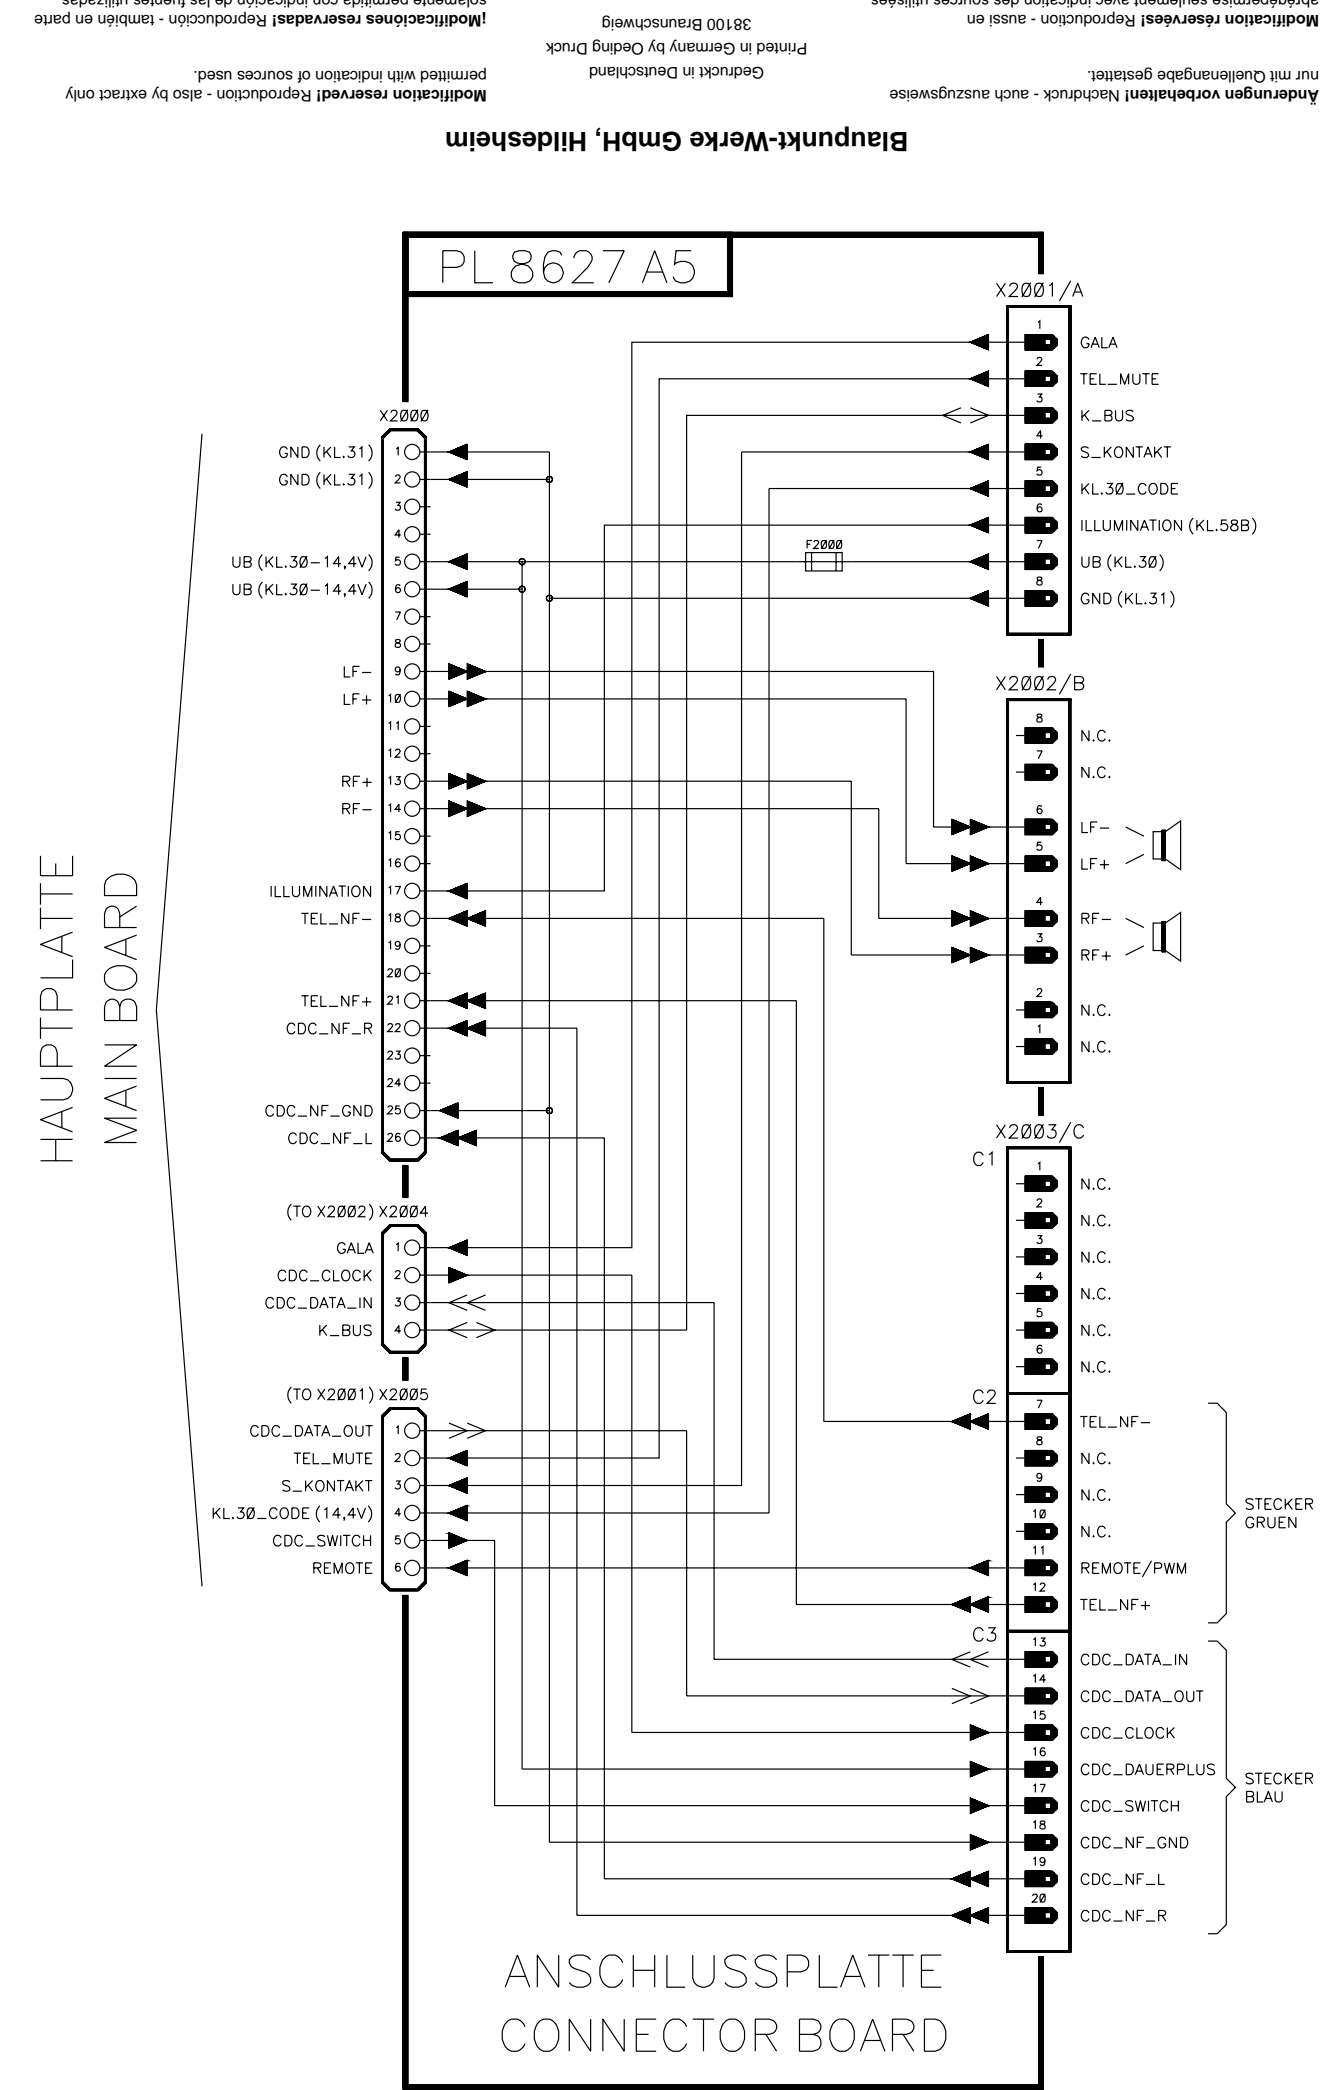 ¡Modificaciónes reservadas! Reproducción - también en parte
solamente permitida con indicación de las fuentes utilizadas
Modification reserved! Reproduction - also by extract only
permitted with indication of sources used.
Gedruckt in Deutschland
Printed in Germany by Oeding Druck
38100 Braunschweig
Modification réservées! Reproduction - aussi en
abrégépermise seulement avec indication des sources utilisées
Änderungen vorbehalten! Nachdruck - auch auszugsweise
nur mit Quellenangabe gestattet.
Blaupunkt-Werke GmbH, Hildesheim
PL 8627 A5
HAUPTPLATTE
MAIN BOARD
X2000
GND (KL.31) 1
GND (KL.31) 2
3
4
UB (KL.30-14,4V) 5
UB (KL.30-14,4V) 6
7
8
LF- 9
LF+ 10
11
12
RF+ 13
RF- 14
15
16
ILLUMINATION 17
TEL_NF- 18
19
20
TEL_NF+ 21
CDC_NF_R 22
23
24
CDC_NF_GND 25
CDC_NF_L 26
(TO X2002) X2004
GALA 1
CDC_CLOCK 2
CDC_DATA_IN 3
K_BUS 4
(TO X2001) X2005
CDC_DATA_OUT 1
TEL_MUTE 2
S_KONTAKT 3
KL.30_CODE (14,4V) 4
CDC_SWITCH 5
REMOTE 6
F2000
X2001/A
1 GALA
2 TEL_MUTE
3 K_BUS
4 S_KONTAKT
5 KL.30_CODE
6 ILLUMINATION (KL.58B)
7 UB (KL.30)
8 GND (KL.31)
X2002/B
8 N.C.
7 N.C.
6 LF-
5 LF+
4 RF-
3 RF+
2 N.C.
1 N.C.
X2003/C
C1
1 N.C.
2 N.C.
3 N.C.
4 N.C.
5 N.C.
6 N.C.
C2
7 TEL_NF-
8 N.C.
9 N.C.
10 N.C.
11 REMOTE/PWM
12 TEL_NF+
STECKER
GRUEN
C3
13 CDC_DATA_IN
14 CDC_DATA_OUT
15 CDC_CLOCK
16 CDC_DAUERPLUS
17 CDC_SWITCH
18 CDC_NF_GND
19 CDC_NF_L
20 CDC_NF_R
STECKER
BLAU
ANSCHLUSSPLATTE
CONNECTOR BOARD